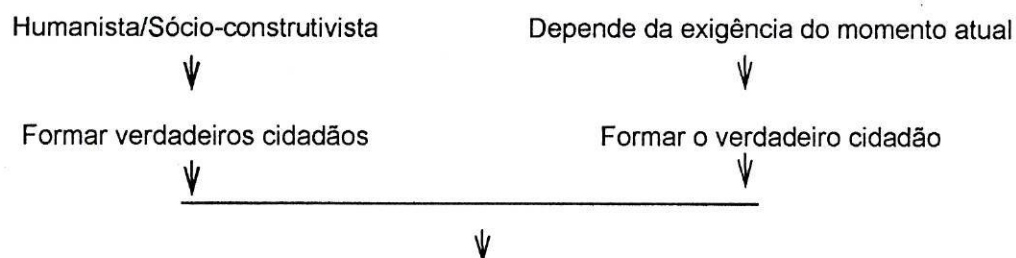 Humanista/Sócio-construtivista Depende da exigência do momento atual
Formar verdadeiros cidadãos Formar o verdadeiro cidadão